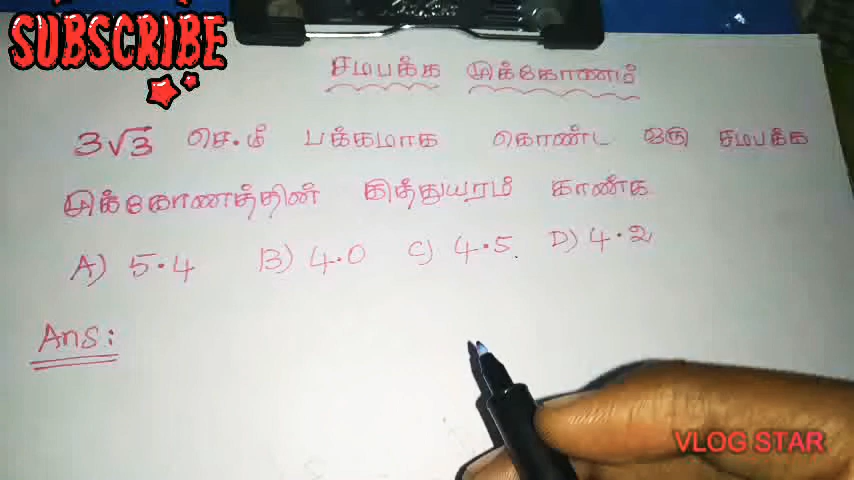 SUBSCRIBE
சமபக்க முக்கோணம்
3√3 செ.மீ பக்கமாக கொண்ட ஒரு சமபக்க
முக்கோணத்தின் குத்துயரம் காண்க
A) 5.4 B) 4.0 C) 4.5 D) 4.2
Ans:
VLOG STAR